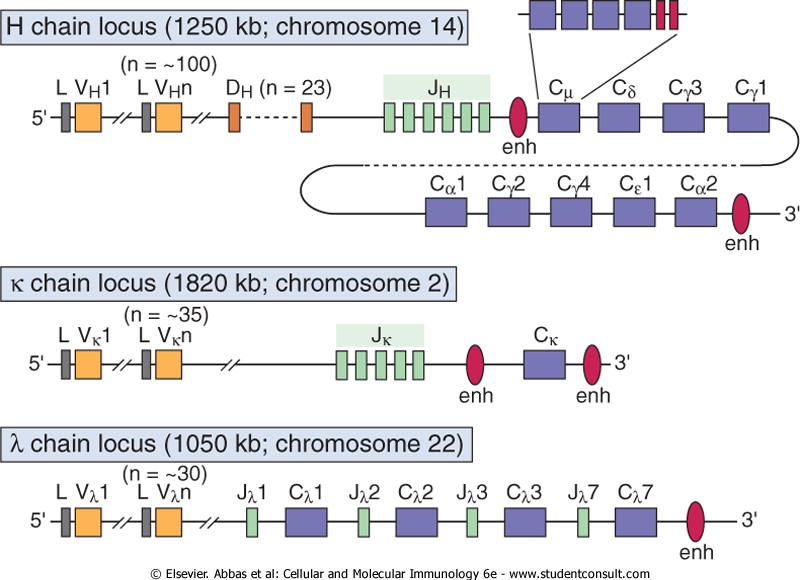 H chain locus (1250 kb; chromosome 14)
(n = ~100)
L VH1 L VHn DH (n = 23) JH Cμ Cδ Cγ3 Cγ1
5'
enh
Cα1 Cγ2 Cγ4 Cε1 Cα2
3'
enh
κ chain locus (1820 kb; chromosome 2)
(n = ~35)
L Vκ1 L Vκn Jκ Cκ
5' 3'
enh enh
λ chain locus (1050 kb; chromosome 22)
(n = ~30)
L Vλ1 L Vλn Jλ1 Cλ1 Jλ2 Cλ2 Jλ3 Cλ3 Jλ7 Cλ7
5' 3'
enh
© Elsevier. Abbas et al: Cellular and Molecular Immunology 6e - www.studentconsult.com